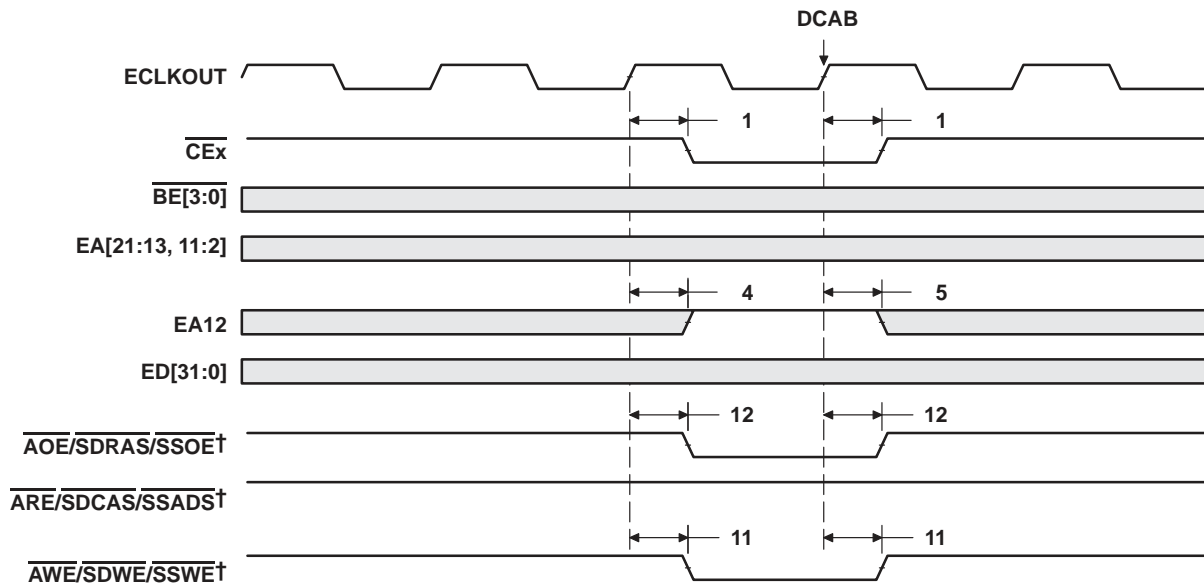 DCAB
ECLKOUT
1 1
CEx
BE[3:0]
EA[21:13, 11:2]
4 5
EA12
ED[31:0]
12 12
AOE/SDRAS/SSOE†
ARE/SDCAS/SSADS†
11 11
AWE/SDWE/SSWE†